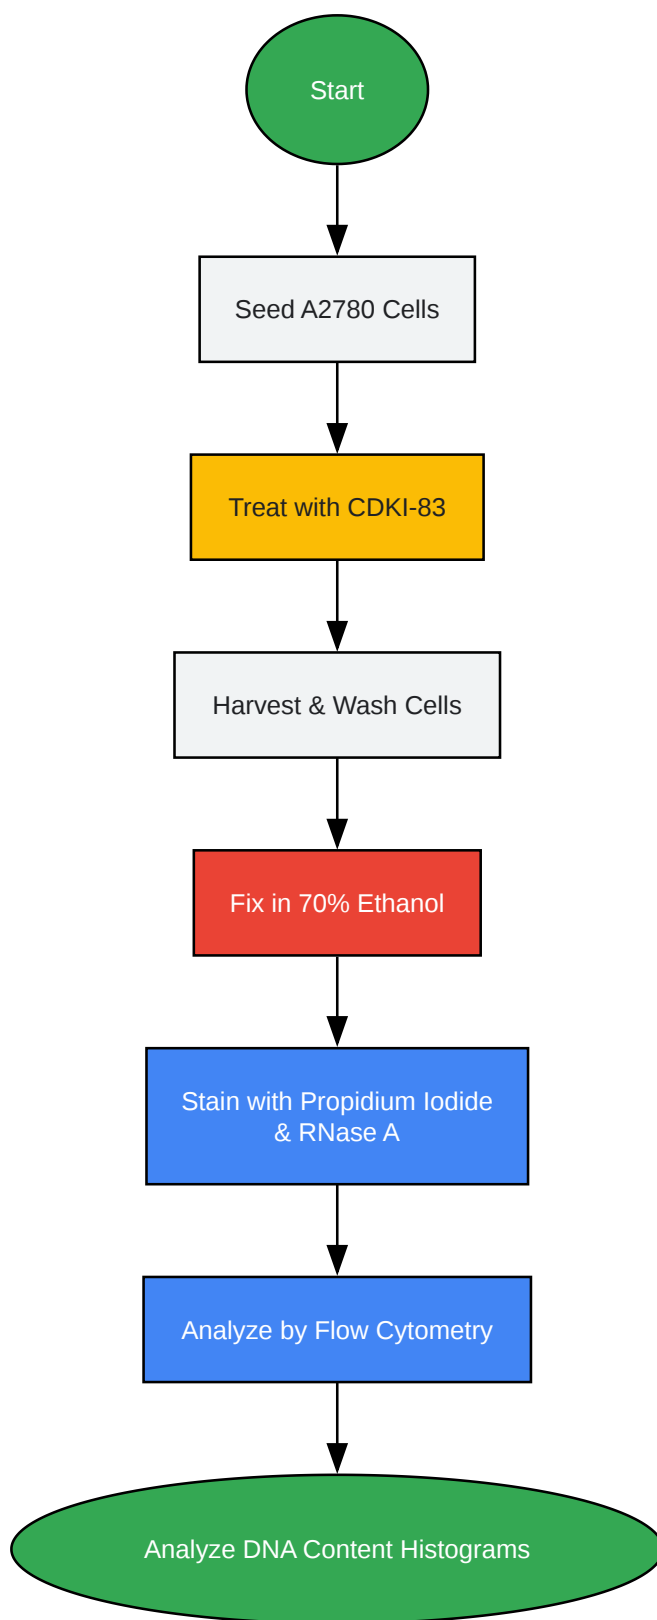 Start
Seed A2780 Cells
Treat with CDKI-83
Harvest & Wash Cells
Fix in 70% Ethanol
Stain with Propidium Iodide
& RNase A
Analyze by Flow Cytometry
Analyze DNA Content Histograms